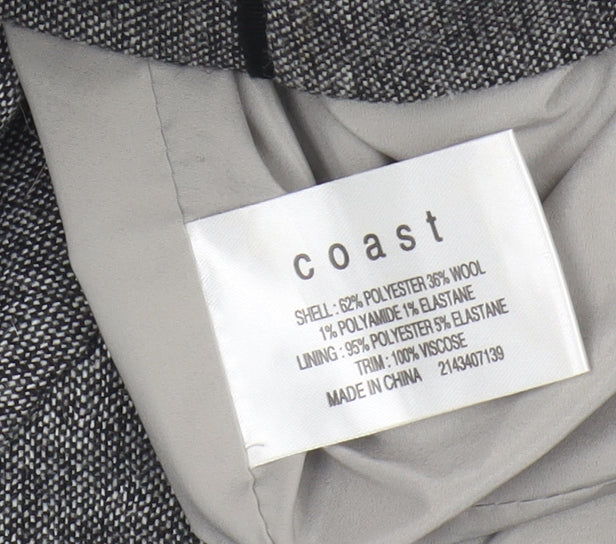 coast
SHELL : 62% POLYESTER 36% WOOL
1% POLYAMIDE 1% ELASTANE
LINING : 95% POLYESTER 5% ELASTANE
TRIM : 100% VISCOSE
MADE IN CHINA 2143407139